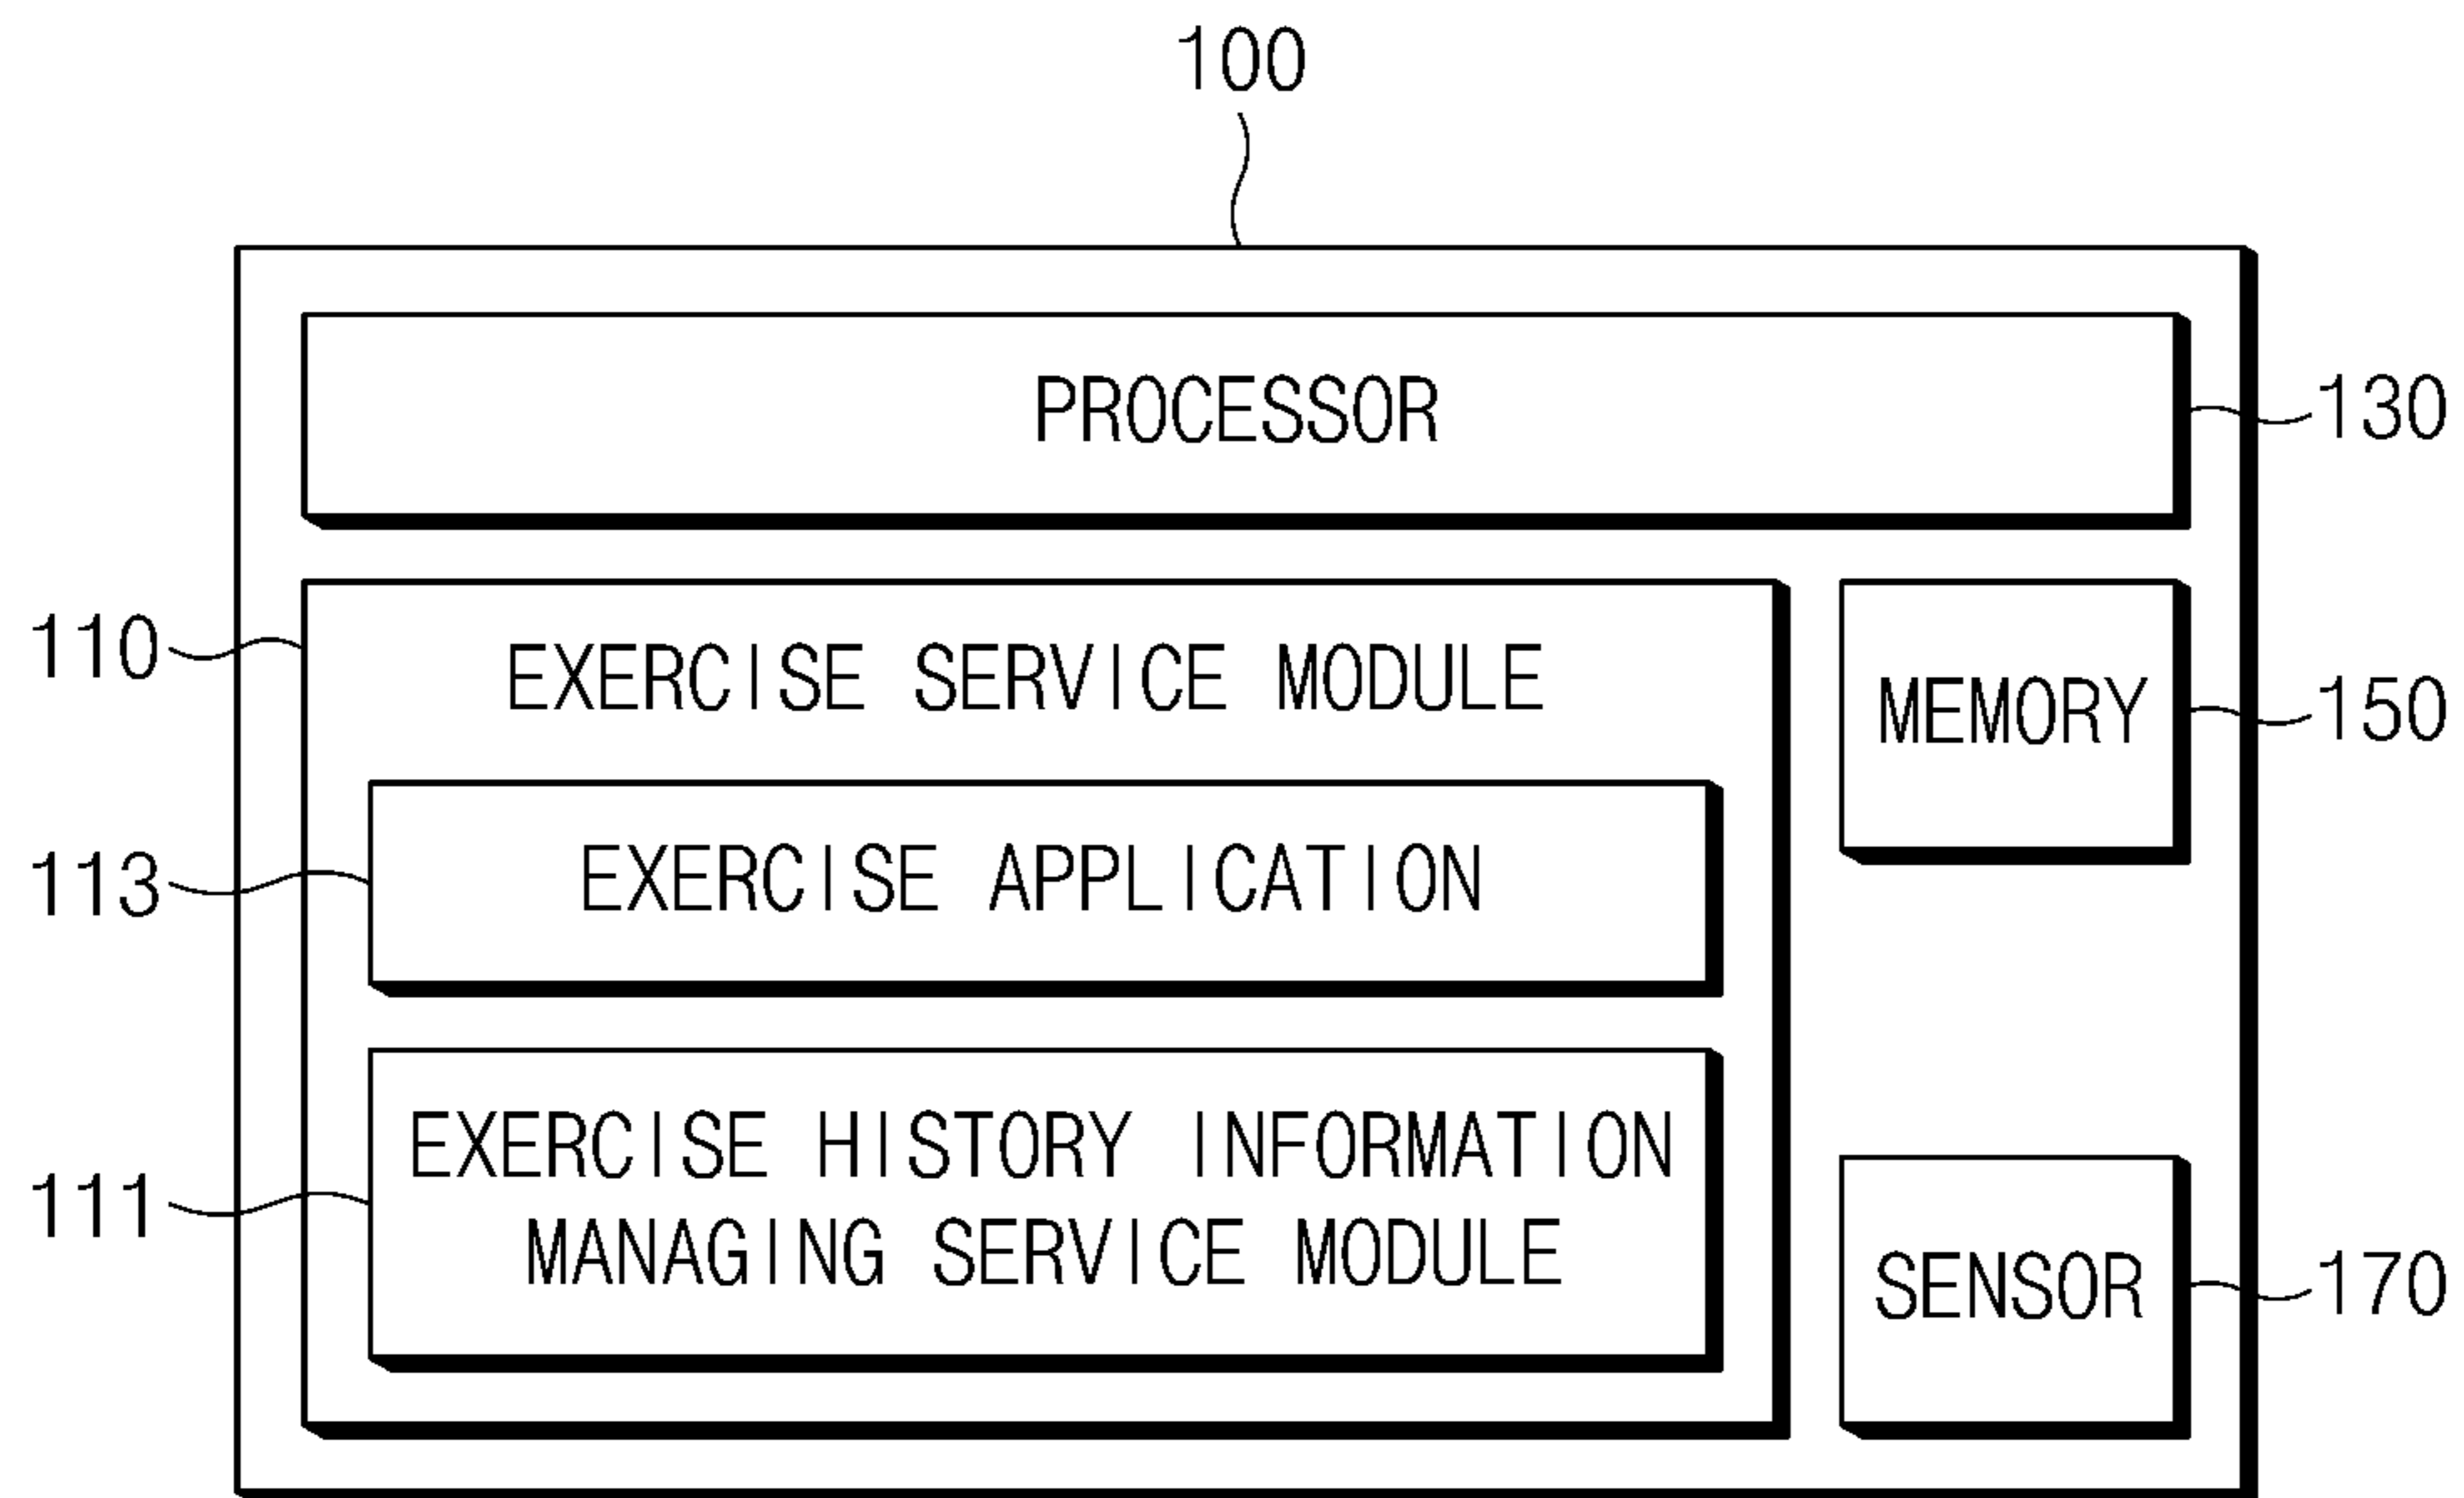 100
PROCESSOR
130
110
EXERCISE SERVICE MODULE
MEMORY
150
113
EXERCISE APPLICATION
111
EXERCISE HISTORY INFORMATION
MANAGING SERVICE MODULE
SENSOR
170